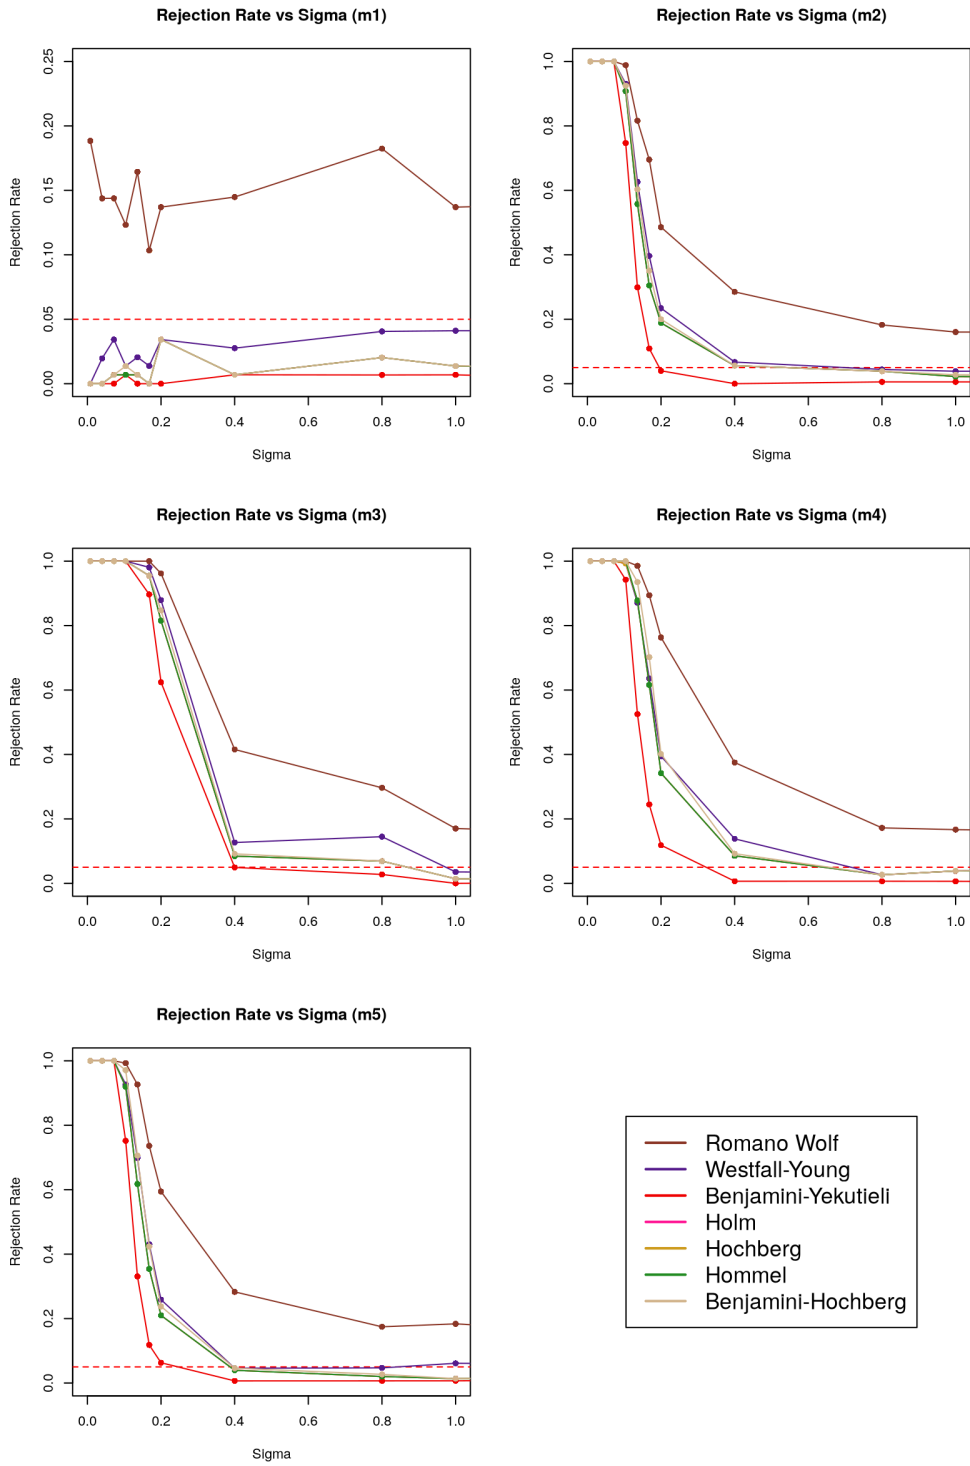 Rejection Rate vs Sigma (m1)
Rejection Rate
0.25
0.20
0.15
0.10
0.05
0.00
0.0 0.2 0.4 0.6 0.8 1.0
Sigma
Rejection Rate vs Sigma (m2)
Rejection Rate
1.0
0.8
0.6
0.4
0.2
0.0
0.0 0.2 0.4 0.6 0.8 1.0
Sigma
Rejection Rate vs Sigma (m3)
Rejection Rate
1.0
0.8
0.6
0.4
0.2
0.0
0.0 0.2 0.4 0.6 0.8 1.0
Sigma
Rejection Rate vs Sigma (m4)
Rejection Rate
1.0
0.8
0.6
0.4
0.2
0.0
0.0 0.2 0.4 0.6 0.8 1.0
Sigma
Rejection Rate vs Sigma (m5)
Rejection Rate
1.0
0.8
0.6
0.4
0.2
0.0
0.0 0.2 0.4 0.6 0.8 1.0
Sigma
Romano Wolf
Westfall-Young
Benjamini-Yekutieli
Holm
Hochberg
Hommel
Benjamini-Hochberg